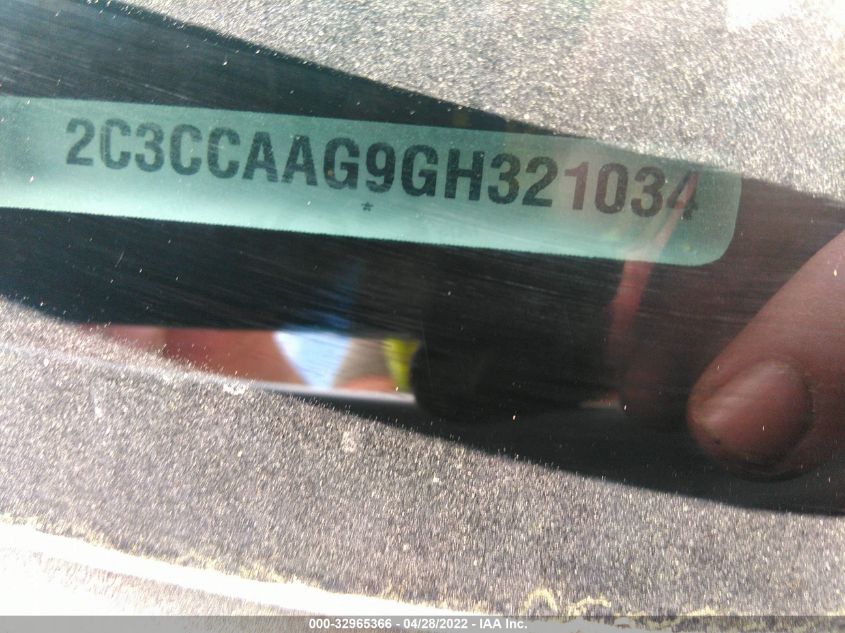 2C3CCAAG9GH321034
*
000-32965366 - 04/28/2022 - IAA Inc.